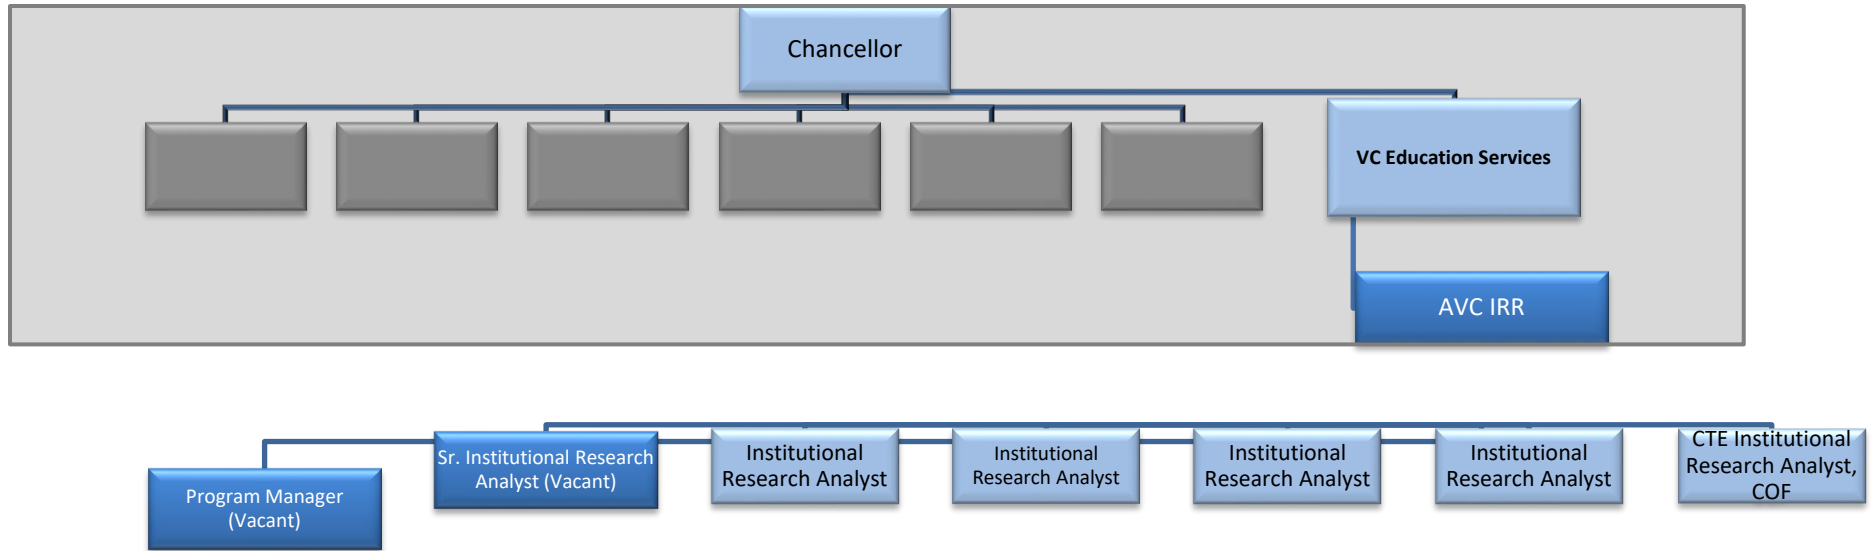 Chancellor
VC Education Services
AVC IRR
Program Manager
(Vacant)
Sr. Institutional Research
Analyst (Vacant)
Institutional
Research Analyst
Institutional
Research Analyst
Institutional
Research Analyst
Institutional
Research Analyst
CTE Institutional
Research Analyst,
COF